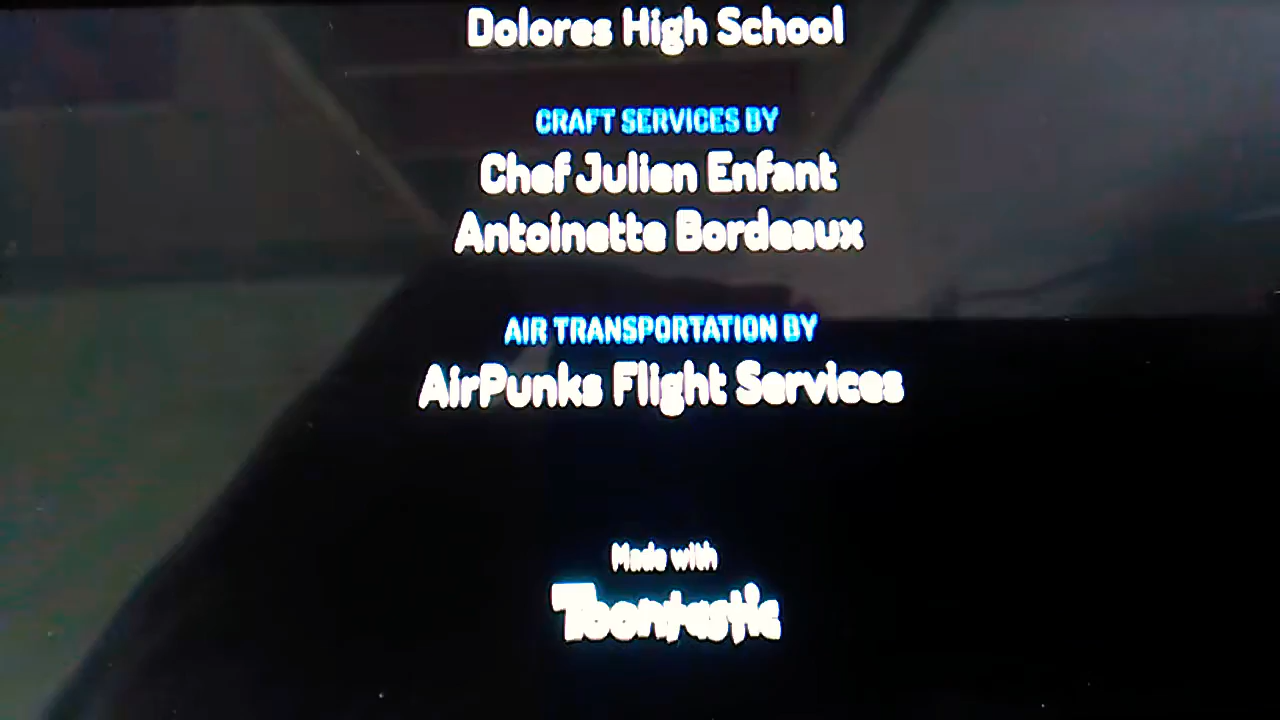 Dolores High School
CRAFT SERVICES BY
Chef Julien Enfant
Antoinette Bordeaux
AIR TRANSPORTATION BY
AirPunks Flight Services
Made with
Toontastic